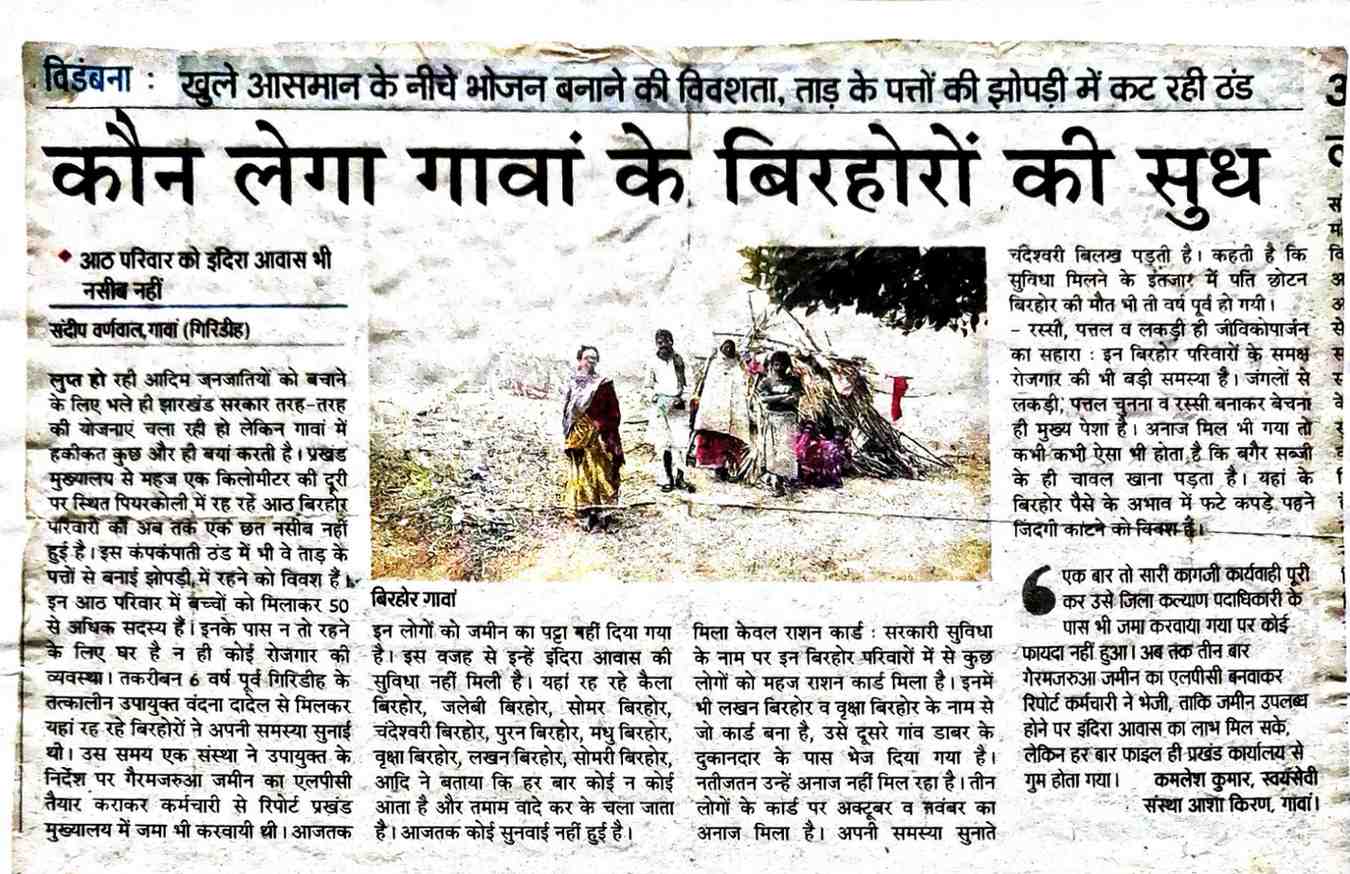 विडंबना : खुले आसमान के नीचे भोजन बनाने की विवशता, ताड़ के पत्तों की झोपड़ी में कट रही ठंड
कौन लेगा गावां के बिरहोरों की सुध
आठ परिवार को इंदिरा आवास भी
नसीब नहीं
संदीप वर्णवाल, गावां (गिरिडीह)
लुप्त हो रही आदिम जनजातियों को बचाने
के लिए भले ही झारखंड सरकार तरह-तरह
की योजनाएं चला रही हो लेकिन गावां में
हकीकत कुछ और ही बयां करती है। प्रखंड
मुख्यालय से महज एक किलोमीटर की दूरी
पर स्थित पियरकोली में रह रहें आठ बिरहोर
परिवारों को अब तक एक छत नसीब नहीं
हुई है। इस कंपकंपाती ठंड में भी वे ताड़ के
पत्तों से बनाई झोपड़ी में रहने को विवश हैं।
इन आठ परिवार में बच्चों को मिलाकर 50
से अधिक सदस्य हैं। इनके पास न तो रहने
के लिए घर है न ही कोई रोजगार की
व्यवस्था। तकरीबन 6 वर्ष पूर्व गिरिडीह के
तत्कालीन उपायुक्त वंदना दादेल से मिलकर
यहां रह रहे बिरहोरों ने अपनी समस्या सुनाई
थी। उस समय एक संस्था ने उपायुक्त के
निर्देश पर गैरमजरुआ जमीन का एलपीसी
तैयार कराकर कर्मचारी से रिपोर्ट प्रखंड
मुख्यालय में जमा भी करवायी थी। आजतक
बिरहोर गावां
इन लोगों को जमीन का पट्टा नहीं दिया गया
है। इस वजह से इन्हें इंदिरा आवास की
सुविधा नहीं मिली है। यहां रह रहे कैला
बिरहोर, जलेबी बिरहोर, सोमर बिरहोर,
चंदेश्वरी बिरहोर, पुरन बिरहोर, मंधु बिरहोर,
वृक्षा बिरहोर, लखन बिरहोर, सोमरी बिरहोर,
आदि ने बताया कि हर बार कोई न कोई
आता है और तमाम वादे कर के चला जाता
है। आजतक कोई सुनवाई नहीं हुई है।
मिला केवल राशन कार्ड : सरकारी सुविधा
के नाम पर इन बिरहोर परिवारों में से कुछ
लोगों को महज राशन कार्ड मिला है। इनमें
भी लखन बिरहोर व वृक्षा बिरहोर के नाम से
जो कार्ड बना है, उसे दूसरे गांव डाबर के
दुकानदार के पास भेज दिया गया है।
नतीजतन उन्हें अनाज नहीं मिल रहा है। तीन
लोगों के कार्ड पर अक्टूबर व नवंबर का
अनाज मिला है। अपनी समस्या सुनाते
चंदेश्वरी बिलख पड़ती है। कहती है कि
सुविधा मिलने के इंतजार में पति छोटन
बिरहोर की मौत भी ती वर्ष पूर्व हो गयी।
- रस्सी, पत्तल व लकड़ी ही जीविकोपार्जन
का सहारा : इन बिरहोर परिवारों के समक्ष
रोजगार की भी बड़ी समस्या है। जंगलों से
लकड़ी, पत्तल चुनना व रस्सी बनाकर बेचना
ही मुख्य पेशा है। अनाज मिल भी गया तो
कभी कभी ऐसा भी होता है कि बगैर सब्जी
के ही चावल खाना पड़ता है। यहां के
बिरहोर पैसे के अभाव में फटे कपड़े पहने
जिंदगी काटने को विवश हैं।
एक बार तो सारी कागजी कार्यवाही पूरी
कर उसे जिला कल्याण पदाधिकारी के
पास भी जमा करवाया गया पर कोई
फायदा नहीं हुआ। अब तक तीन बार
गैरमजरुआ जमीन का एलपीसी बनवाकर
रिपोर्ट कर्मचारी ने भेजी, ताकि जमीन उपलब्ध
होने पर इंदिरा आवास का लाभ मिल सके,
लेकिन हर बार फाइल ही प्रखंड कार्यालय से
गुम होता गया।
कमलेश कुमार, स्वयंसेवी
संस्था आशा किरण, गावां।